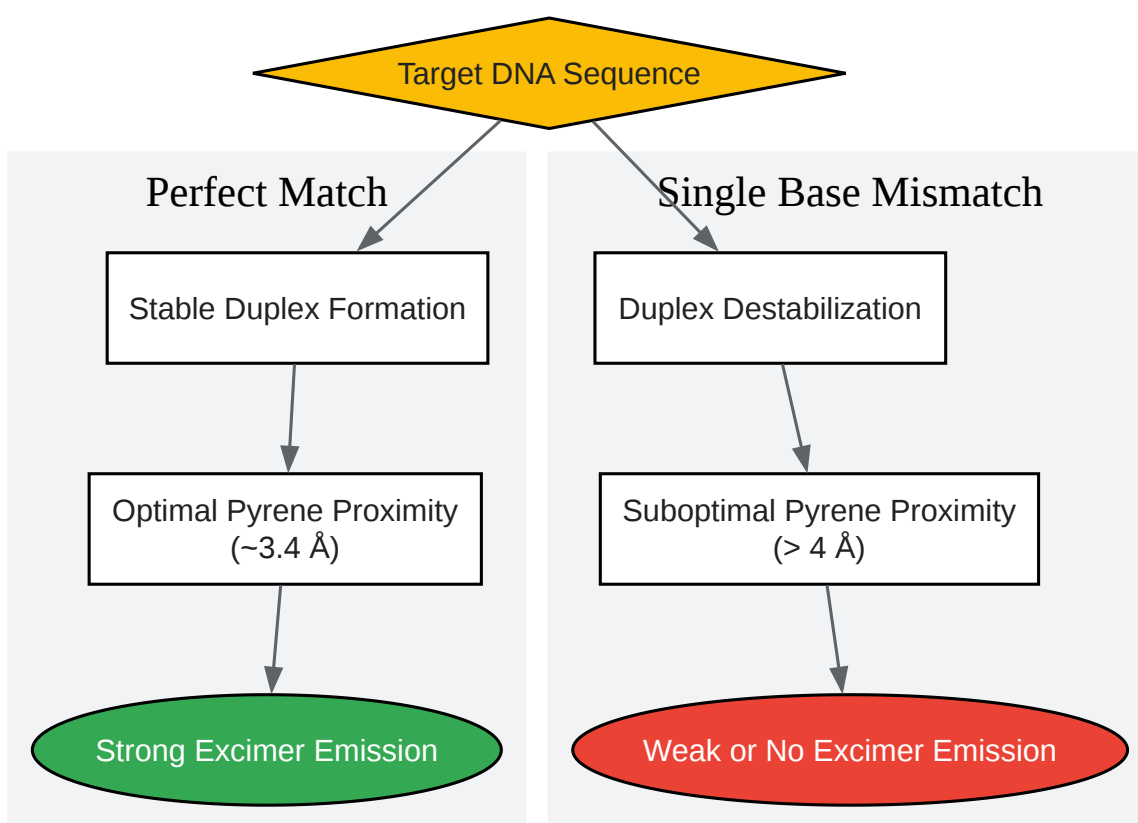 Target DNA Sequence
Perfect Match
Stable Duplex Formation
Optimal Pyrene Proximity
(~3.4 Å)
Strong Excimer Emission
Single Base Mismatch
Duplex Destabilization
Suboptimal Pyrene Proximity
(> 4 Å)
Weak or No Excimer Emission